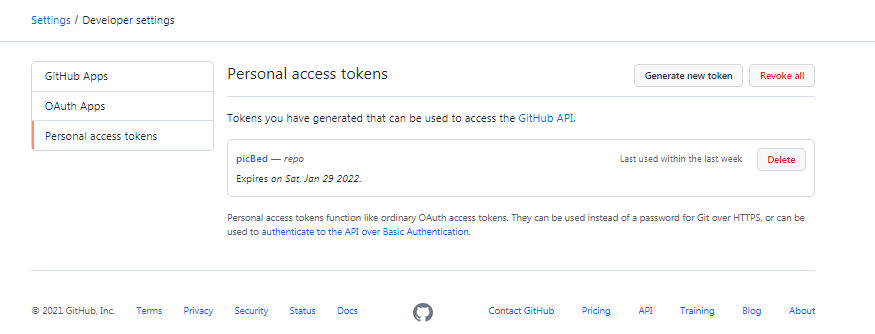 Settings / Developer settings
GitHub Apps
OAuth Apps
Personal access tokens
Personal access tokens
Generate new token
Revoke all
Tokens you have generated that can be used to access the GitHub API.
picBed — repo
Last used within the last week
Delete
Expires on Sat, Jan 29 2022.
Personal access tokens function like ordinary OAuth access tokens. They can be used instead of a password for Git over HTTPS, or can be
used to authenticate to the API over Basic Authentication.
© 2021 GitHub, Inc. Terms Privacy Security Status Docs Contact GitHub Pricing API Training Blog About